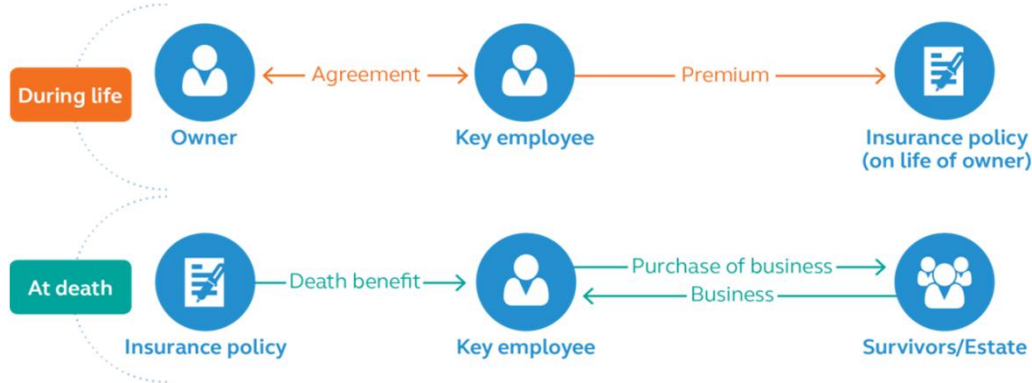 During life
Agreement
Premium
Owner
Key employee
Insurance policy
(on life of owner)
At death
Death benefit
Purchase of business
Business
Insurance policy
Key employee
Survivors/Estate